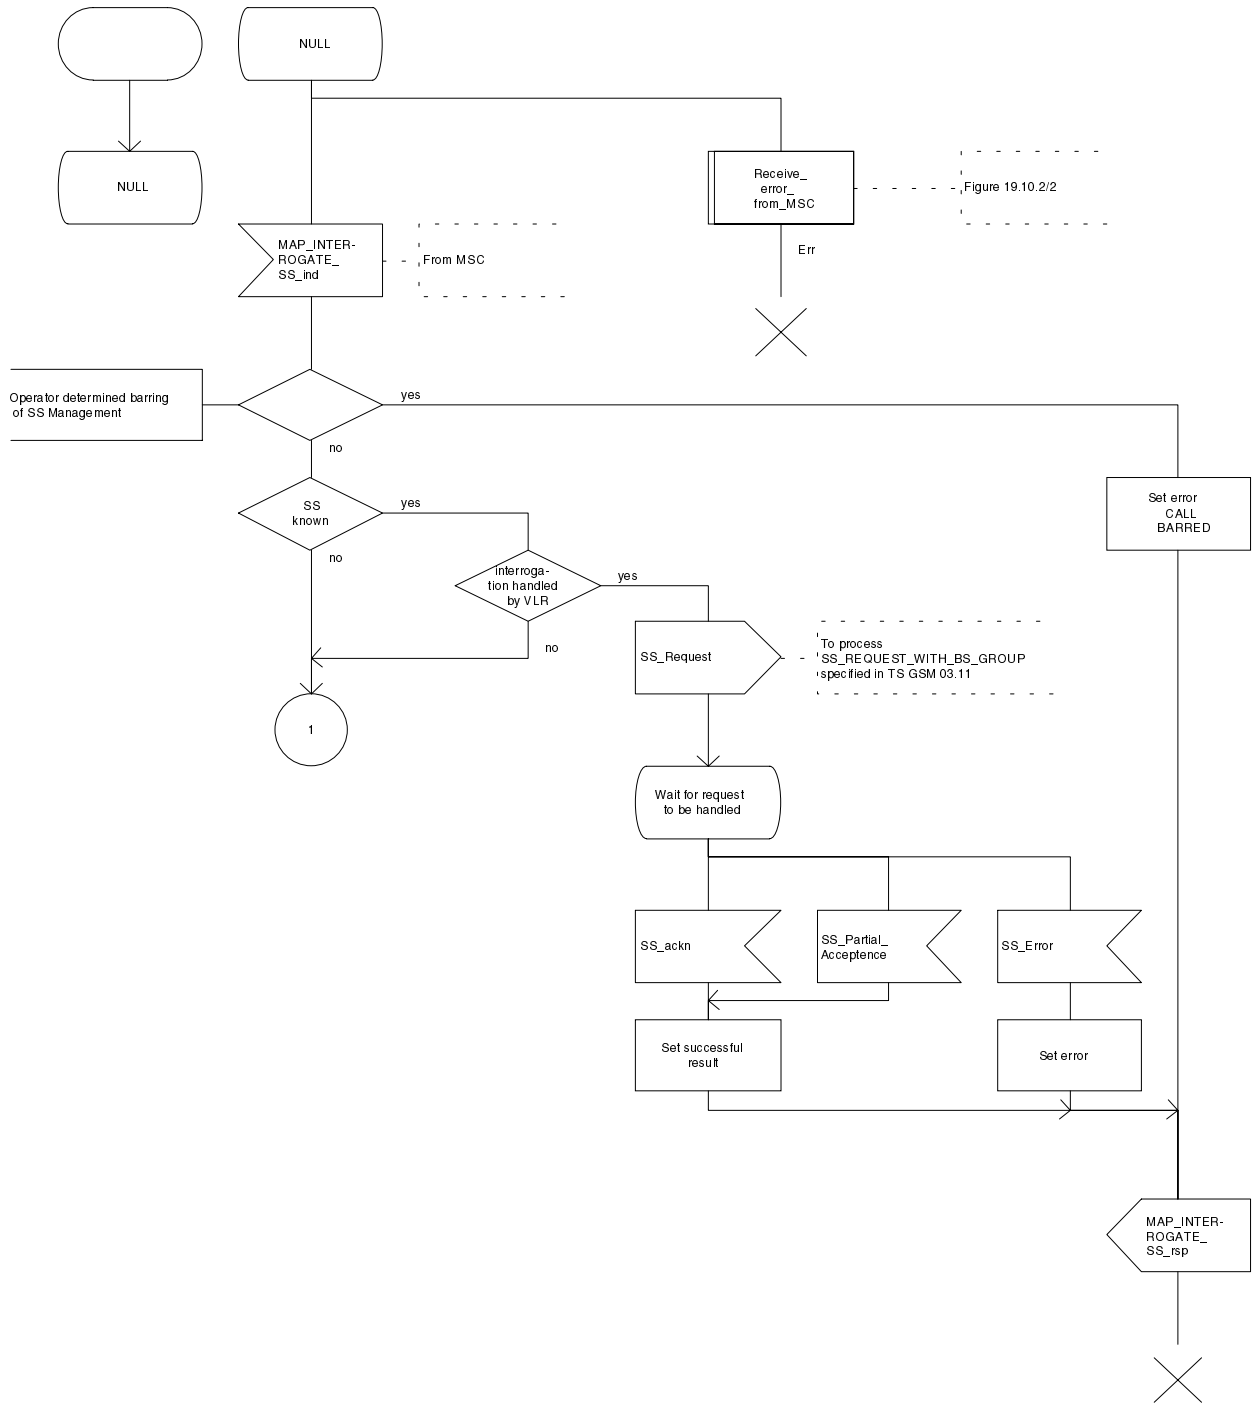 NULL
NULL
Receive_
error_
from_MSC
Figure 19.10.2/2
MAP_INTER-
ROGATE_
SS_ind
From MSC
Err
Operator determined barring
of SS Management
yes
no
SS
known
yes
no
Set error
CALL
BARRED
interroga-
tion handled
by VLR
yes
no
SS_Request
To process
SS_REQUEST_WITH_BS_GROUP
specified in TS GSM 03.11
1
Wait for request
to be handled
SS_ackn
SS_Partial_
Acceptence
SS_Error
Set successful
result
Set error
MAP_INTER-
ROGATE_
SS_rsp